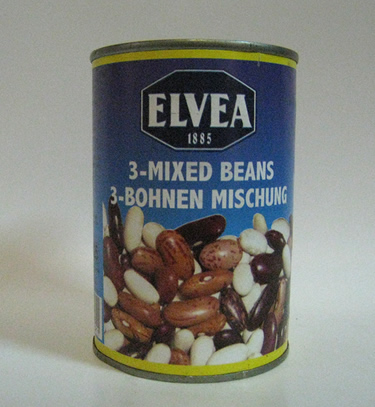 ELVEA
1885
3-MIXED BEANS
3-BOHNEN MISCHUNG